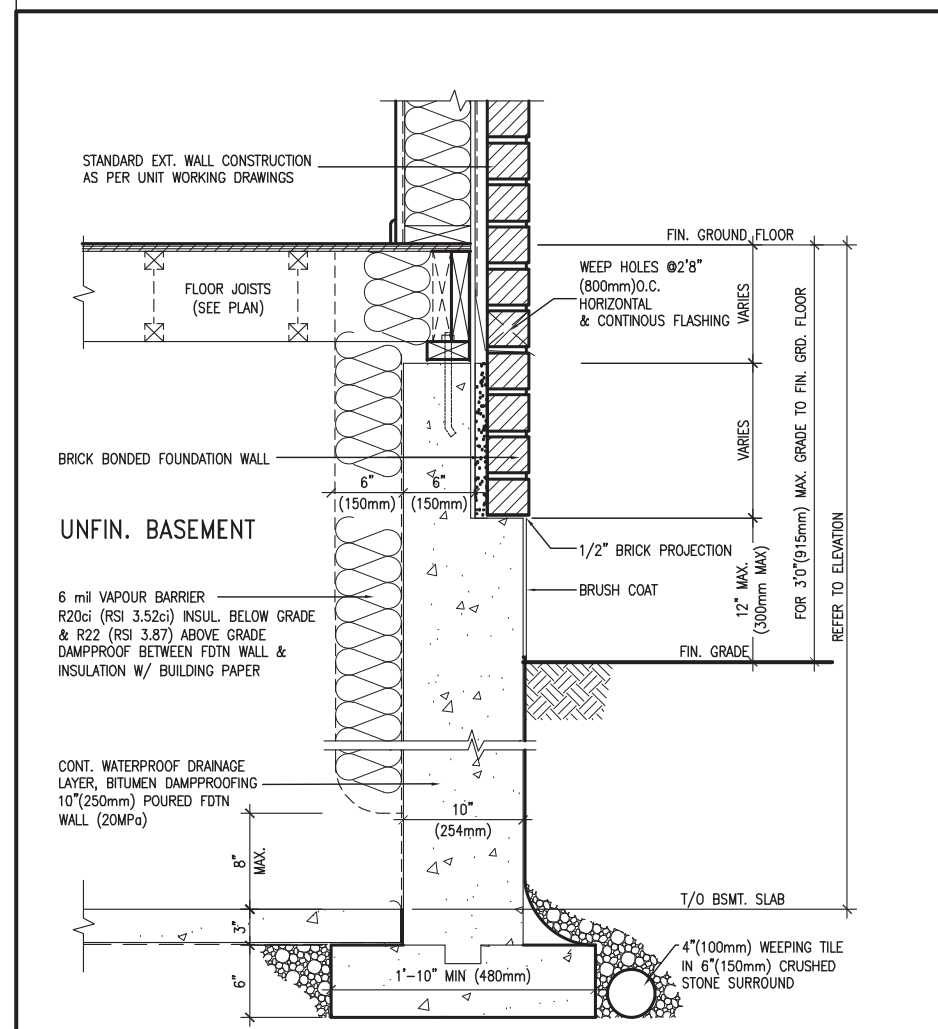 STANDARD EXT. WALL CONSTRUCTION
AS PER UNIT WORKING DRAWINGS
FIN. GROUND FLOOR
WEEP HOLES @2'8"
(800mm)O.C.
HORIZONTAL
& CONTINOUS FLASHING
FLOOR JOISTS
(SEE PLAN)
VARIES
VARIES
FOR 3'0"(915mm) MAX. GRADE TO FIN. GRD. FLOOR
REFER TO ELEVATION
BRICK BONDED FOUNDATION WALL
6"
(150mm)
6"
(150mm)
UNFIN. BASEMENT
1/2" BRICK PROJECTION
BRUSH COAT
12" MAX.
(300mm MAX)
FIN. GRADE
6 mil VAPOUR BARRIER
R20ci (RSI 3.52ci) INSUL. BELOW GRADE
& R22 (RSI 3.87) ABOVE GRADE
DAMPPROOF BETWEEN FDTN WALL &
INSULATION W/ BUILDING PAPER
CONT. WATERPROOF DRAINAGE
LAYER, BITUMEN DAMPPROOFING
10"(250mm) POURED FDTN
WALL (20MPa)
10"
(254mm)
8"
MAX.
T/O BSMT. SLAB
3"
6"
1'-10" MIN (480mm)
4"(100mm) WEEPING TILE
IN 6"(150mm) CRUSHED
STONE SURROUND